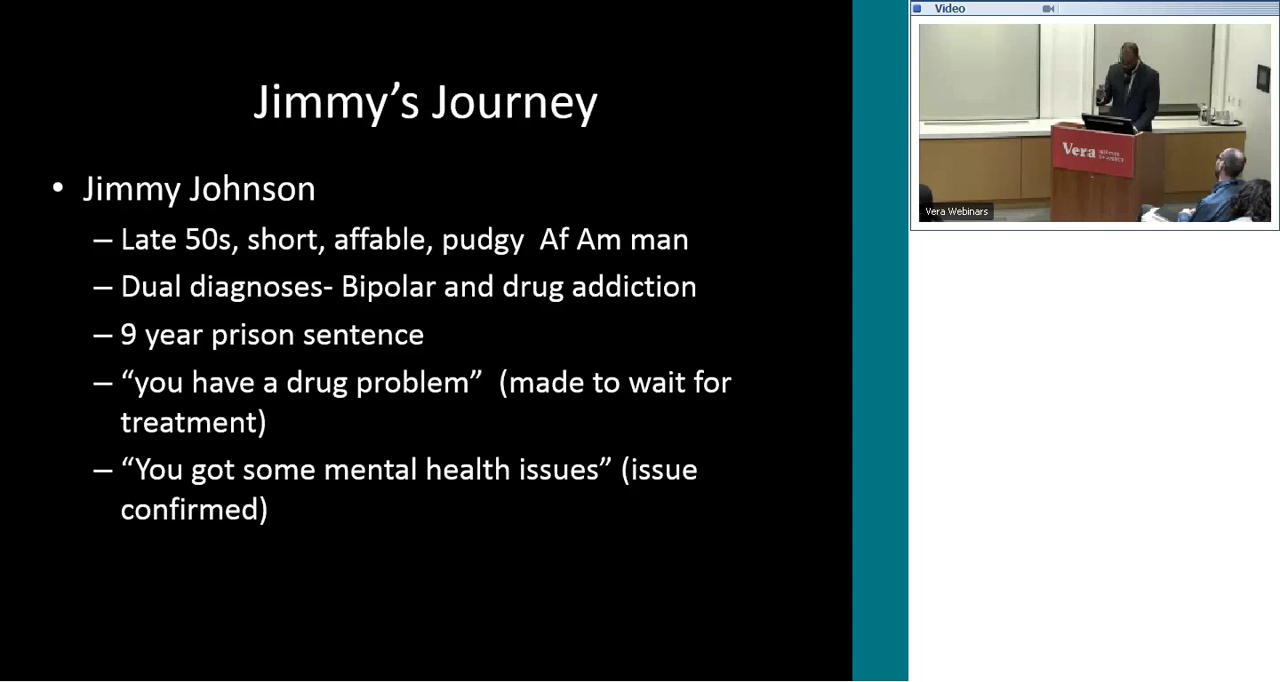 Jimmy’s Journey
• Jimmy Johnson
– Late 50s, short, affable, pudgy  Af Am man
– Dual diagnoses- Bipolar and drug addiction
– 9 year prison sentence
– “you have a drug problem”  (made to wait for
treatment)
– “You got some mental health issues” (issue
confirmed)
Video
Vera
Vera Webinars